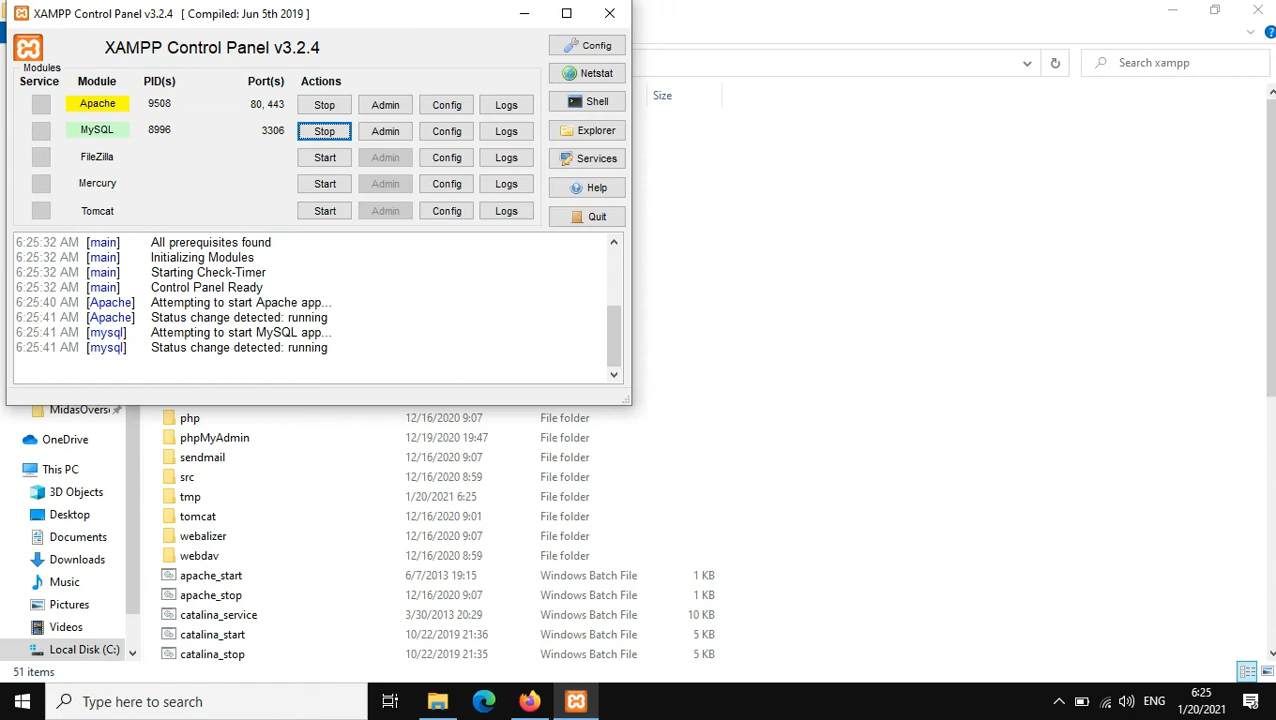 XAMPP Control Panel v3.2.4 [ Compiled: Jun 5th 2019 ]
XAMPP Control Panel v3.2.4
Config
Modules
Service Module PID(s) Port(s) Actions
Netstat
Apache 9508 80, 443 Stop Admin Config Logs
Shell
MySQL 8996 3306 Stop Admin Config Logs
Explorer
FileZilla Start Admin Config Logs
Services
Mercury Start Admin Config Logs
Help
Tomcat Start Admin Config Logs
Quit
6:25:32 AM [main] All prerequisites found
6:25:32 AM [main] Initializing Modules
6:25:32 AM [main] Starting Check-Timer
6:25:32 AM [main] Control Panel Ready
6:25:40 AM [Apache] Attempting to start Apache app...
6:25:41 AM [Apache] Status change detected: running
6:25:41 AM [mysql] Attempting to start MySQL app...
6:25:41 AM [mysql] Status change detected: running
Search xampp
Size
MidasOvers
OneDrive
This PC
3D Objects
Desktop
Documents
Downloads
Music
Pictures
Videos
Local Disk (C:)
php 12/16/2020 9:07 File folder
phpMyAdmin 12/19/2020 19:47 File folder
sendmail 12/16/2020 9:07 File folder
src 12/16/2020 8:59 File folder
tmp 1/20/2021 6:25 File folder
tomcat 12/16/2020 9:01 File folder
webalizer 12/16/2020 9:07 File folder
webdav 12/16/2020 8:59 File folder
apache_start 6/7/2013 19:15 Windows Batch File 1 KB
apache_stop 12/16/2020 9:07 Windows Batch File 1 KB
catalina_service 3/30/2013 20:29 Windows Batch File 10 KB
catalina_start 10/22/2019 21:36 Windows Batch File 5 KB
catalina_stop 10/22/2019 21:35 Windows Batch File 5 KB
51 items
Type here to search
ENG
6:25
1/20/2021